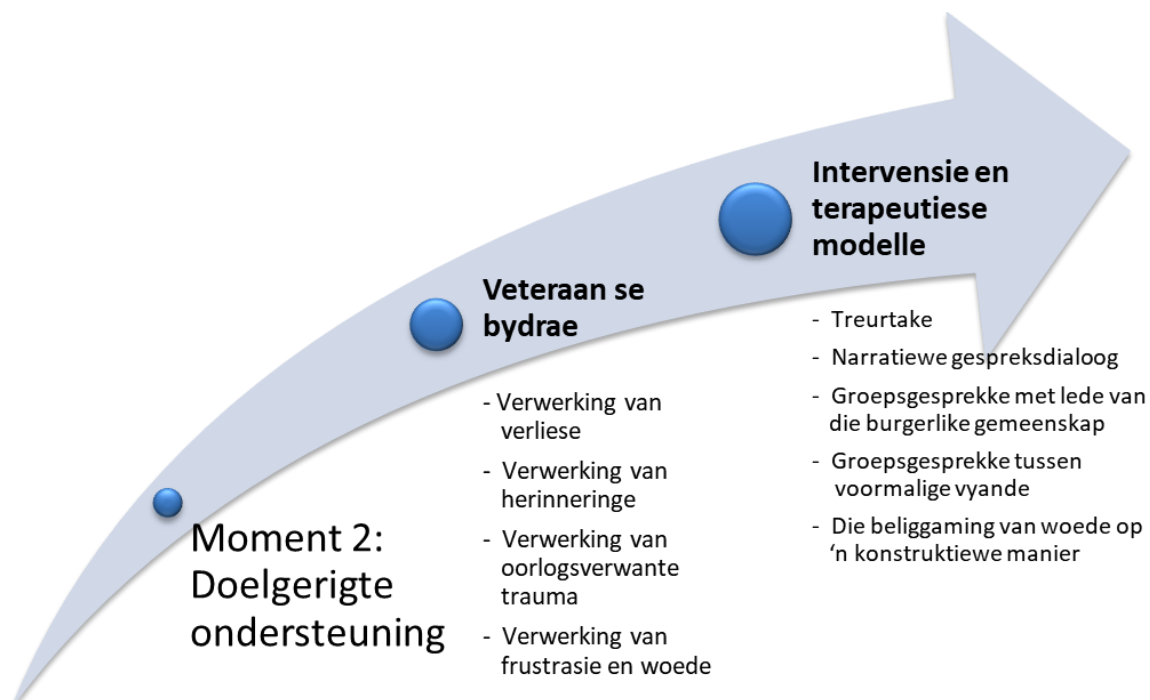 Moment 2:
Doelgerigte
ondersteuning
Veteraan se
bydrae
- Verwerking van
verliese
- Verwerking van
herinneringe
- Verwerking van
oorlogsverwante
trauma
- Verwerking van
frustrasie en woede
Intervensie en
terapeutiese
modelle
- Treurtake
- Narratiewe gespreksdialoog
- Groepsgesprekke met lede van
die burgerlike gemeenskap
- Groepsgesprekke tussen
voormalige vyande
- Die beliggaming van woede op
‘n konstruktiewe manier